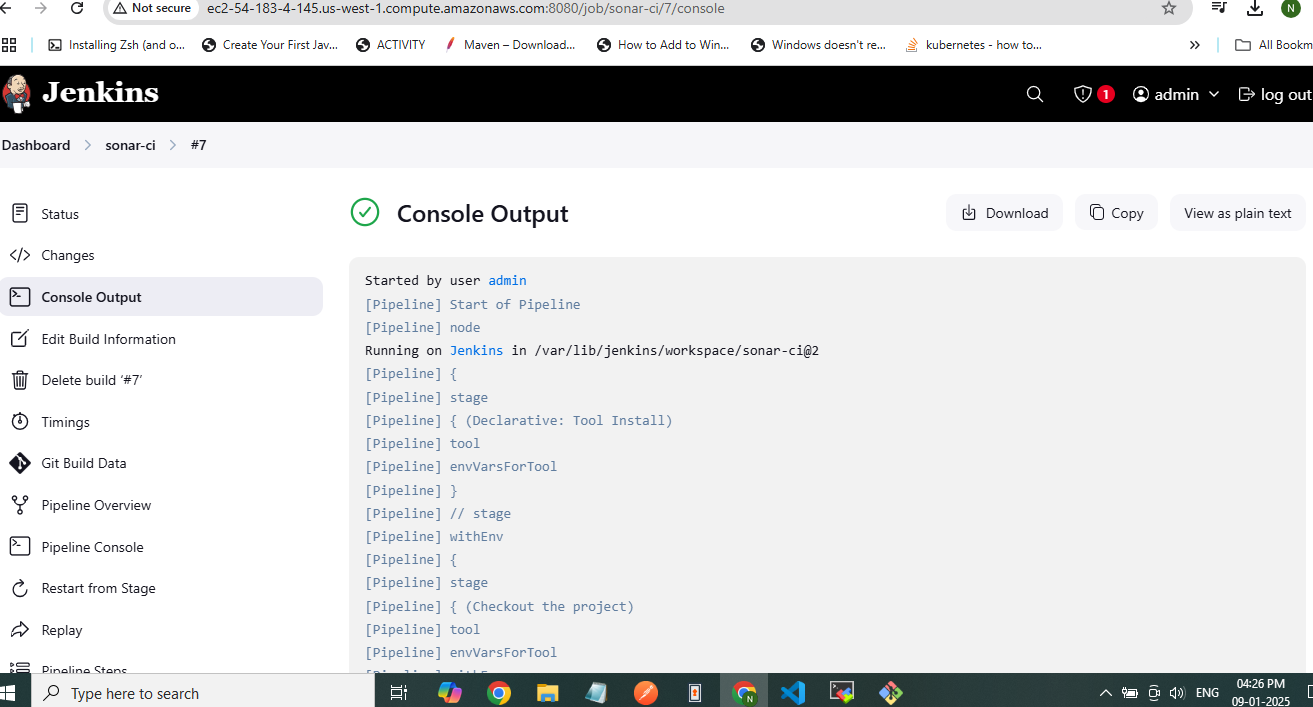 Not secure ec2-54-183-4-145.us-west-1.compute.amazonaws.com:8080/job/sonar-ci/7/console N
Installing Zsh (and o... Create Your First Jav... ACTIVITY Maven – Download... How to Add to Win... Windows doesn't re... kubernetes - how to... » All Bookm
Jenkins 1 admin log out
Dashboard sonar-ci #7
Status
Changes
Console Output
Edit Build Information
Delete build ‘#7’
Timings
Git Build Data
Pipeline Overview
Pipeline Console
Restart from Stage
Replay
Pipeline Steps
Console Output Download Copy View as plain text
Started by user admin
[Pipeline] Start of Pipeline
[Pipeline] node
Running on Jenkins in /var/lib/jenkins/workspace/sonar-ci@2
[Pipeline] {
[Pipeline] stage
[Pipeline] { (Declarative: Tool Install)
[Pipeline] tool
[Pipeline] envVarsForTool
[Pipeline] }
[Pipeline] // stage
[Pipeline] withEnv
[Pipeline] {
[Pipeline] stage
[Pipeline] { (Checkout the project)
[Pipeline] tool
[Pipeline] envVarsForTool
Type here to search ENG 04:26 PM
09-01-2025